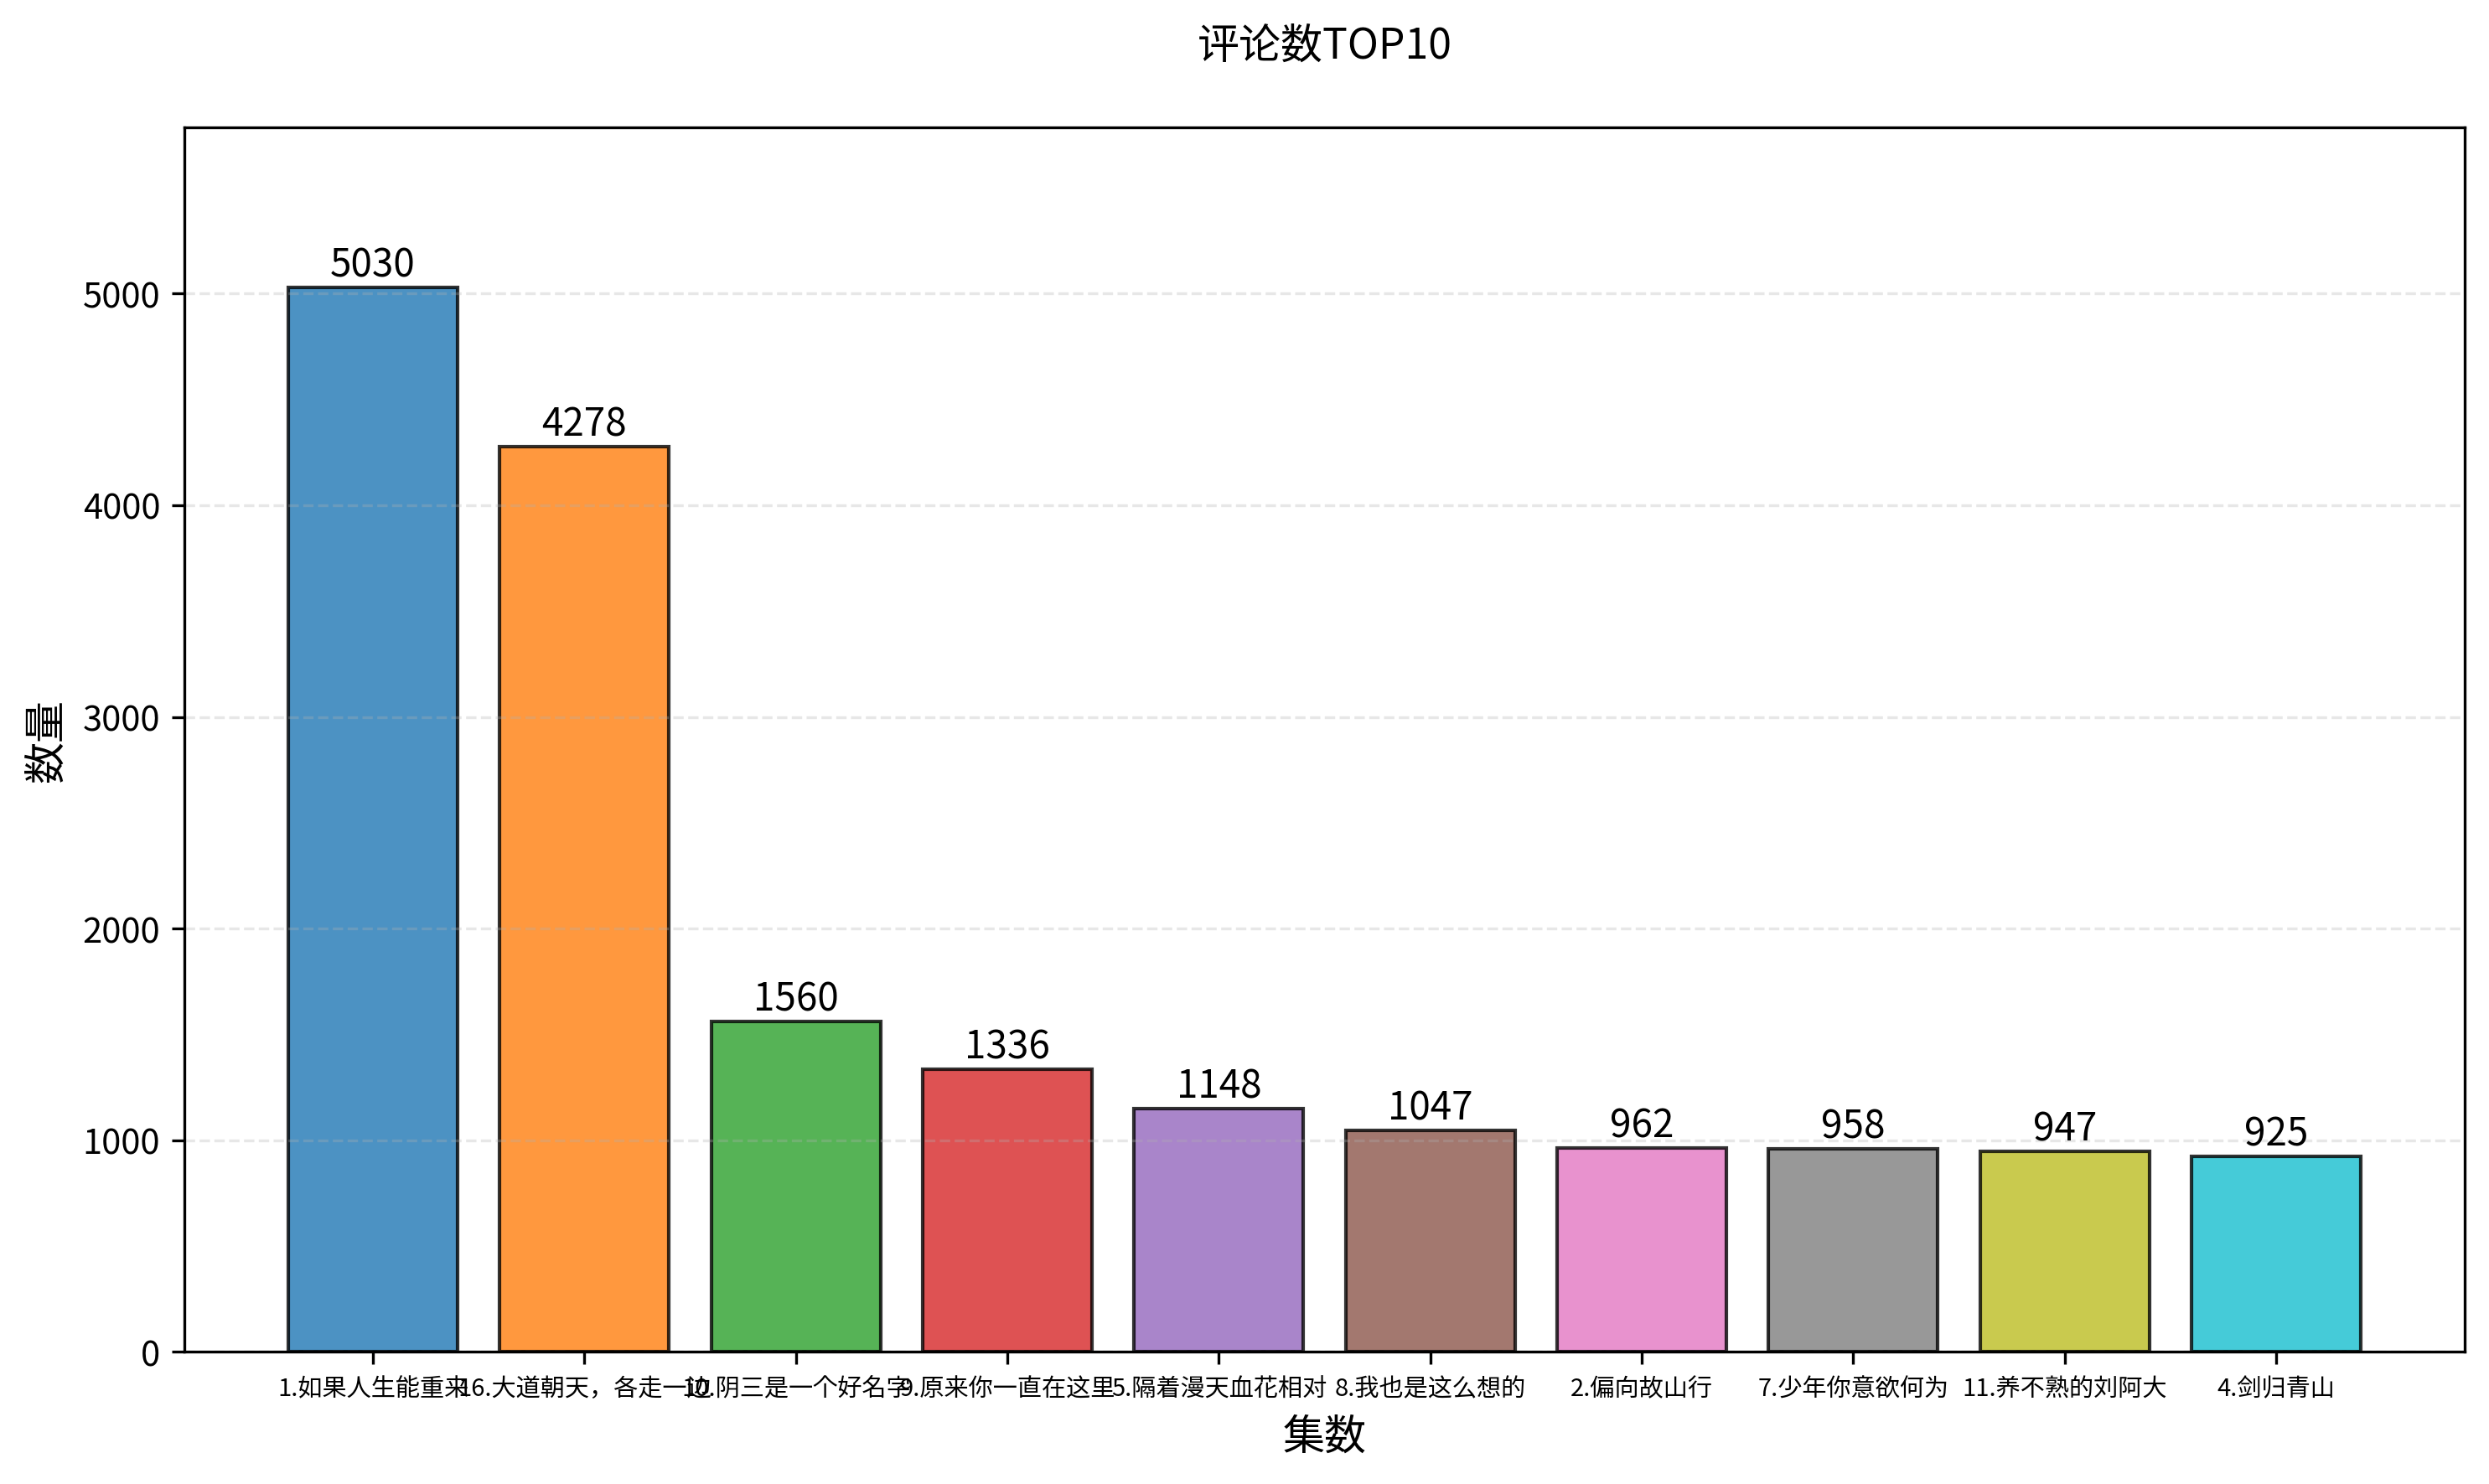 评论数TOP10
数量
5000
4000
3000
2000
1000
0
5030
4278
1560
1336
1148
1047
962
958
947
925
1.如果人生能重来
16.大道朝天，各走一边
10.阴三是一个好名字
9.原来你一直在这里
5.隔着漫天血花相对
8.我也是这么想的
2.偏向故山行
7.少年你意欲何为
11.养不熟的刘阿大
4.剑归青山
集数